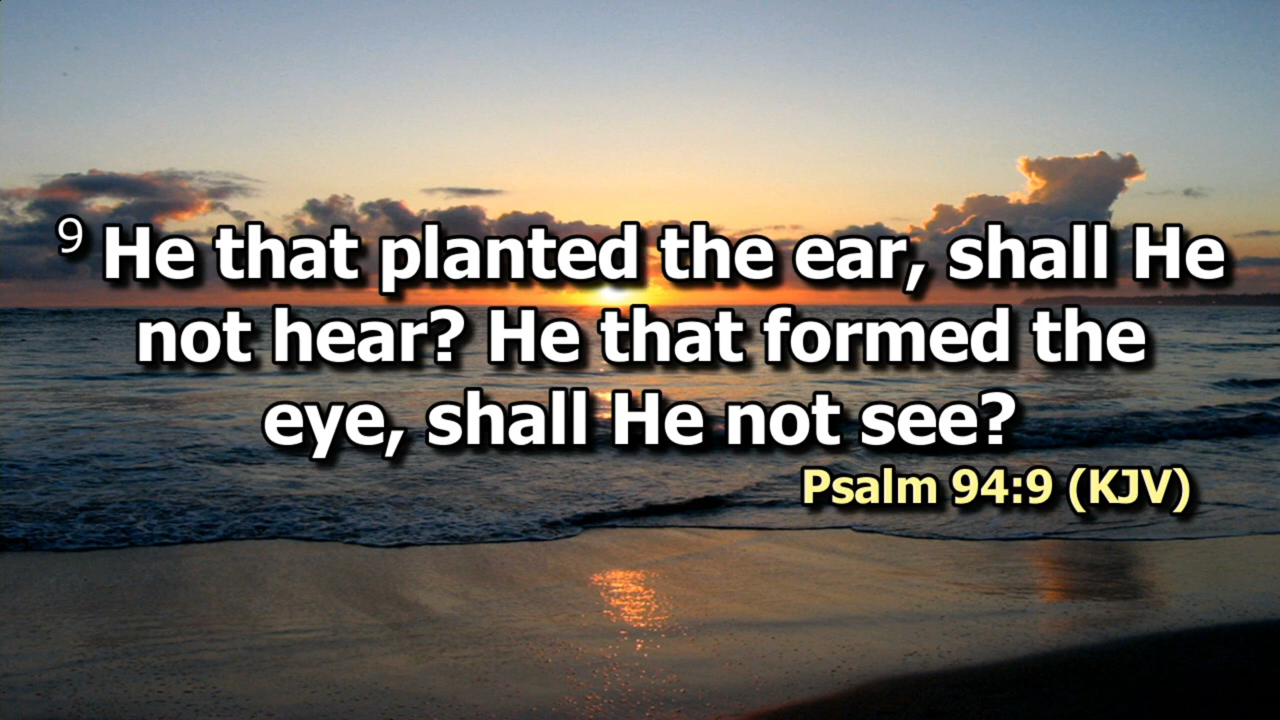 9 He that planted the ear, shall He
not hear? He that formed the
eye, shall He not see?
Psalm 94:9 (KJV)